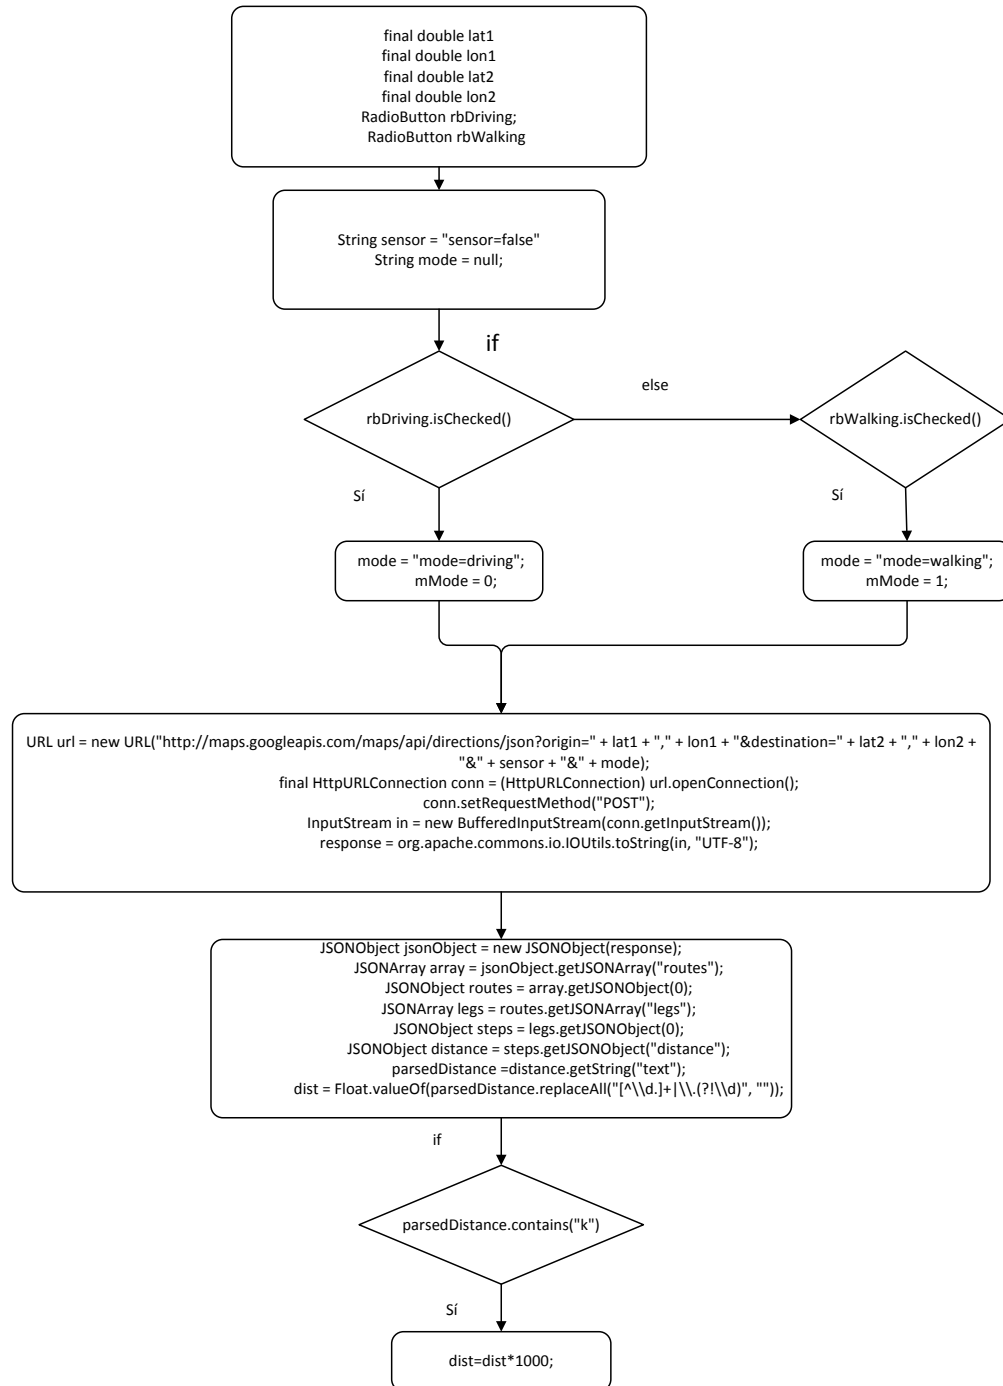 final double lat1
final double lon1
final double lat2
final double lon2
RadioButton rbDriving;
RadioButton rbWalking
String sensor = "sensor=false"
String mode = null;
if
else
rbDriving.isChecked()
rbWalking.isChecked()
Sí
Sí
mode = "mode=driving";
mMode = 0;
mode = "mode=walking";
mMode = 1;
URL url = new URL("http://maps.googleapis.com/maps/api/directions/json?origin=" + lat1 + "," + lon1 + "&destination=" + lat2 + "," + lon2 +
"&" + sensor + "&" + mode);
final HttpURLConnection conn = (HttpURLConnection) url.openConnection();
conn.setRequestMethod("POST");
InputStream in = new BufferedInputStream(conn.getInputStream());
response = org.apache.commons.io.IOUtils.toString(in, "UTF-8");
JSONObject jsonObject = new JSONObject(response);
JSONArray array = jsonObject.getJSONArray("routes");
JSONObject routes = array.getJSONObject(0);
JSONArray legs = routes.getJSONArray("legs");
JSONObject steps = legs.getJSONObject(0);
JSONObject distance = steps.getJSONObject("distance");
parsedDistance =distance.getString("text");
dist = Float.valueOf(parsedDistance.replaceAll("[^\\d.]+|\\.(?!\\d)", ""));
if
parsedDistance.contains("k")
Sí
dist=dist*1000;